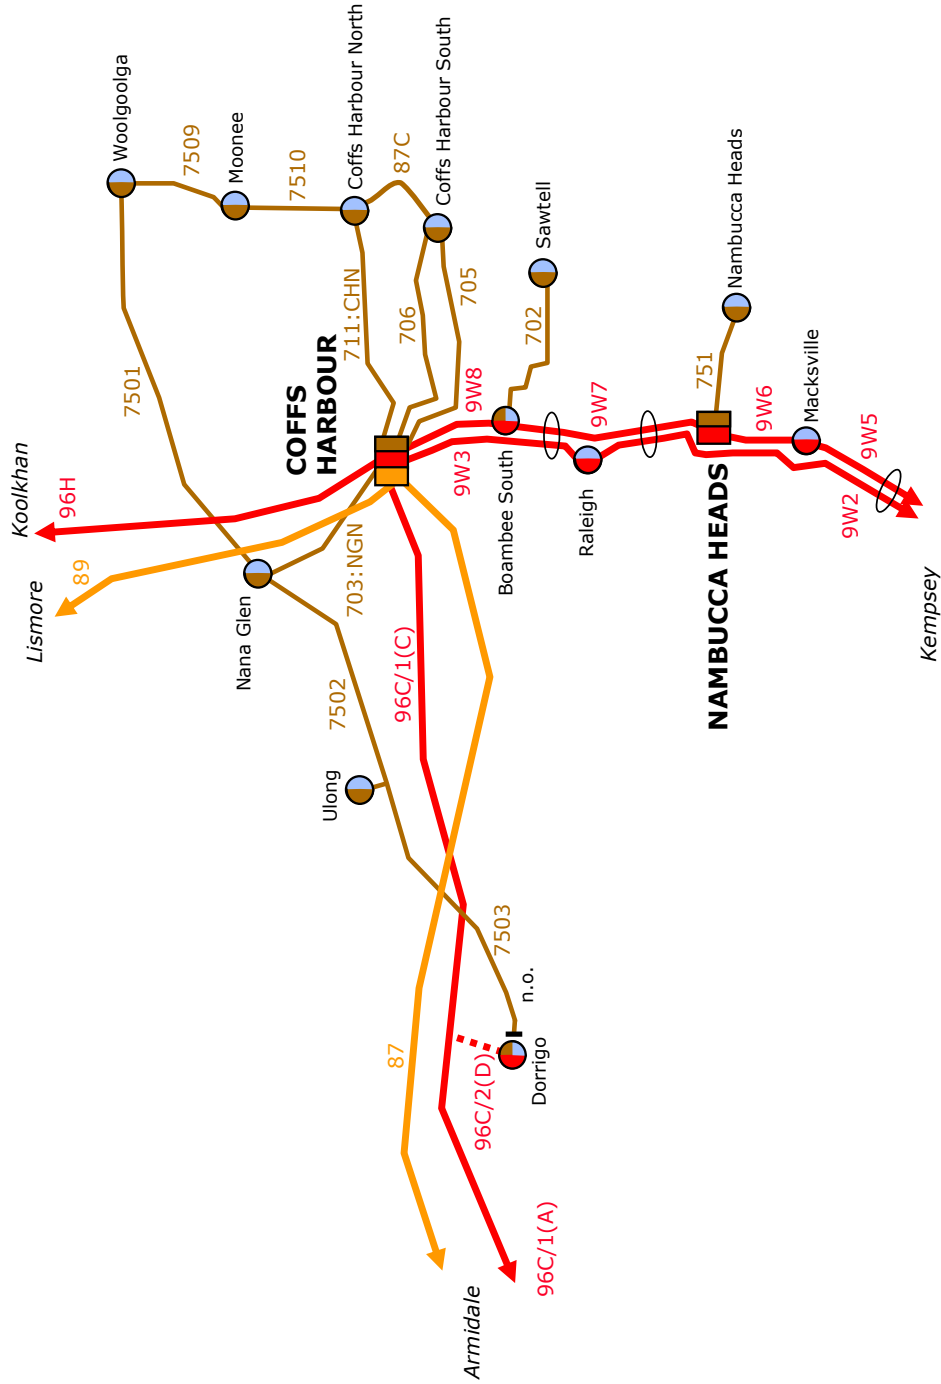 Lismore
Koolkhan
89
96H
Woolgoolga
7509
Moonee
7501
7510
Coffs Harbour North
87C
Coffs Harbour South
COFFS
HARBOUR
711:CHN
706
705
Nana Glen
703:NGN
7502
Ulong
96C/1(C)
9W3
9W8
702
Sawtell
Boambee South
9W7
Raleigh
7503
n.o.
87
96C/2(D)
Dorrigo
96C/1(A)
Armidale
NAMBUCCA HEADS
751
Nambucca Heads
9W6
Macksville
9W2
9W5
Kempsey